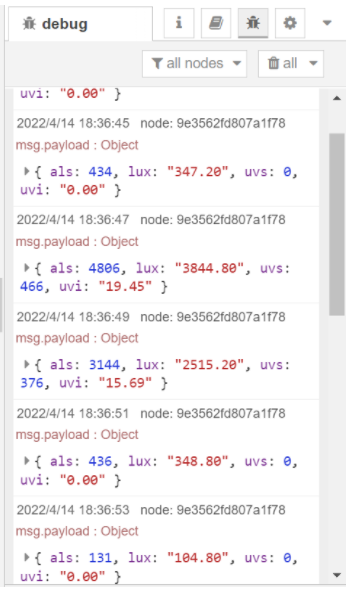 debug
i
all nodes
all
uvi: "0.00" }
2022/4/14 18:36:45 node: 9e3562fd807a1f78
msg.payload : Object
{ als: 434, lux: "347.20", uvs: 0,
uvi: "0.00" }
2022/4/14 18:36:47 node: 9e3562fd807a1f78
msg.payload : Object
{ als: 4806, lux: "3844.80", uvs:
466, uvi: "19.45" }
2022/4/14 18:36:49 node: 9e3562fd807a1f78
msg.payload : Object
{ als: 3144, lux: "2515.20", uvs:
376, uvi: "15.69" }
2022/4/14 18:36:51 node: 9e3562fd807a1f78
msg.payload : Object
{ als: 436, lux: "348.80", uvs: 0,
uvi: "0.00" }
2022/4/14 18:36:53 node: 9e3562fd807a1f78
msg.payload : Object
{ als: 131, lux: "104.80", uvs: 0,
uvi: "0.00" }